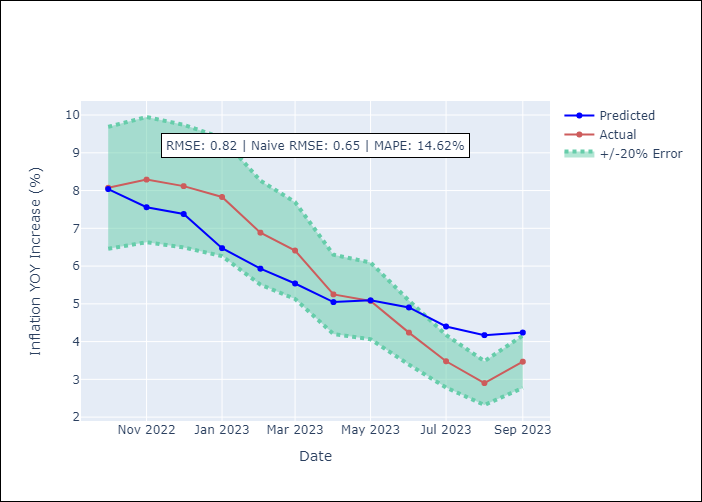 Predicted
Actual
+/-20% Error
RMSE: 0.82 | Naive RMSE: 0.65 | MAPE: 14.62%
Inflation YOY Increase (%)
10
9
8
7
6
5
4
3
2
Nov 2022
Jan 2023
Mar 2023
May 2023
Jul 2023
Sep 2023
Date